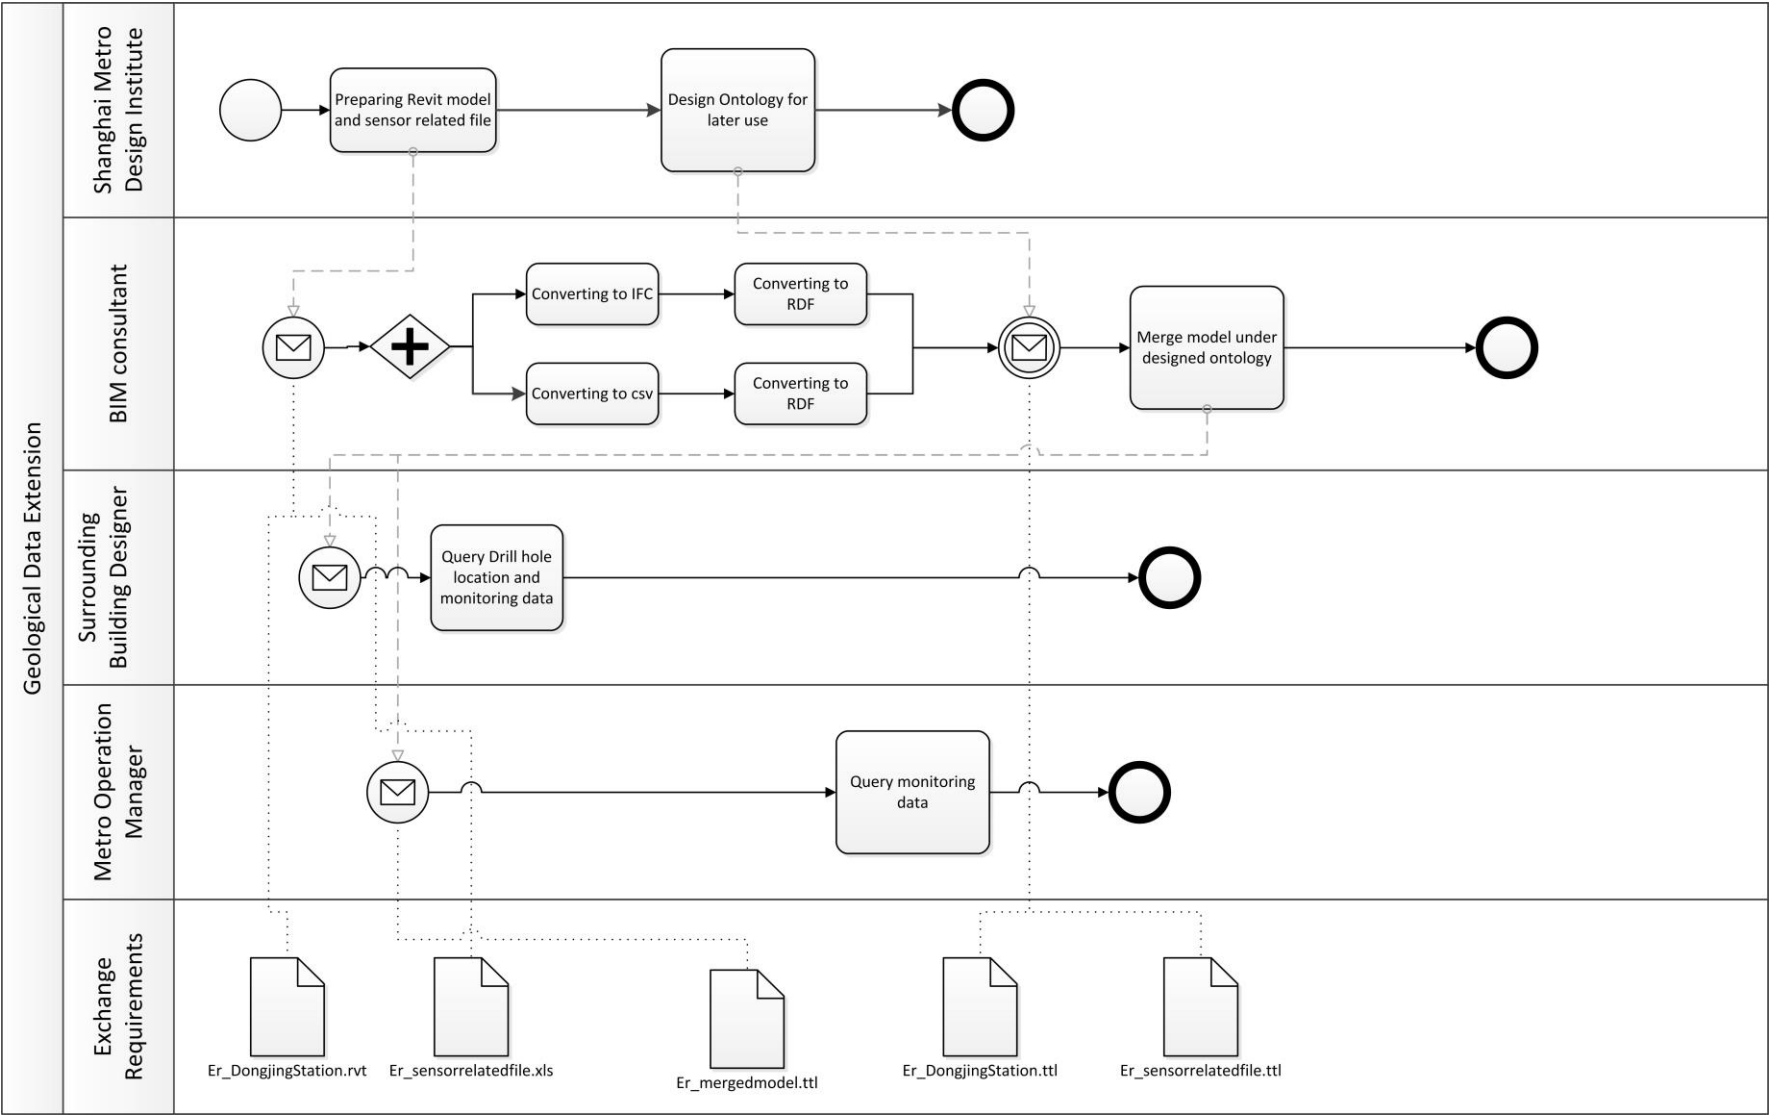 Geological Data Extension
Shanghai Metro
Design Institute
Preparing Revit model
and sensor related file
Design Ontology for
later use
BIM consultant
Converting to IFC
Converting to
RDF
Converting to csv
Converting to
RDF
Merge model under
designed ontology
Surrounding
Building Designer
Query Drill hole
location and
monitoring data
Metro Operation
Manager
Query monitoring
data
Exchange
Requirements
Er_DongjingStation.rvt
Er_sensorrelatedfile.xls
Er_mergedmodel.ttl
Er_DongjingStation.ttl
Er_sensorrelatedfile.ttl